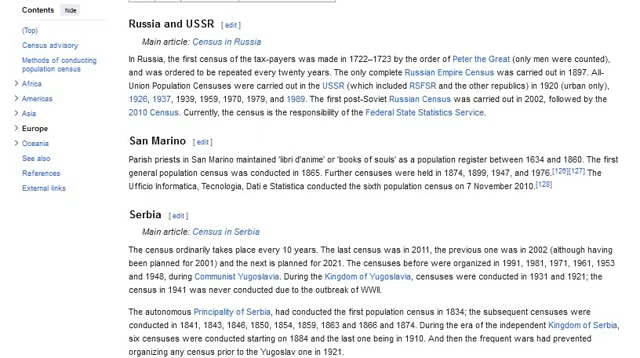 Contents hide
(Top)
Census advisory
Methods of conducting
population census
Africa
Americas
Asia
Europe
Oceania
See also
References
External links
Russia and USSR [ edit ]
Main article: Census in Russia
In Russia, the first census of the tax-payers was made in 1722–1723 by the order of Peter the Great (only men were counted),
and was ordered to be repeated every twenty years. The only complete Russian Empire Census was carried out in 1897. All-
Union Population Censuses were carried out in the USSR (which included RSFSR and the other republics) in 1920 (urban only),
1926, 1937, 1939, 1959, 1970, 1979, and 1989. The first post-Soviet Russian Census was carried out in 2002, followed by the
2010 Census. Currently, the census is the responsibility of the Federal State Statistics Service.
San Marino [ edit ]
Parish priests in San Marino maintained 'libri d'anime' or 'books of souls' as a population register between 1634 and 1860. The first
general population census was conducted in 1865. Further censuses were held in 1874, 1899, 1947, and 1976.[126][127] The
Ufficio Informatica, Tecnologia, Dati e Statistica conducted the sixth population census on 7 November 2010.[128]
Serbia [ edit ]
Main article: Census in Serbia
The census ordinarily takes place every 10 years. The last census was in 2011, the previous one was in 2002 (although having
been planned for 2001) and the next is planned for 2021. The censuses before were organized in 1991, 1981, 1971, 1961, 1953
and 1948, during Communist Yugoslavia. During the Kingdom of Yugoslavia, censuses were conducted in 1931 and 1921; the
census in 1941 was never conducted due to the outbreak of WWII.
The autonomous Principality of Serbia, had conducted the first population census in 1834; the subsequent censuses were
conducted in 1841, 1843, 1846, 1850, 1854, 1859, 1863 and 1866 and 1874. During the era of the independent Kingdom of Serbia,
six censuses were conducted starting on 1884 and the last one being in 1910. And then the frequent wars had prevented
organizing any census prior to the Yugoslav one in 1921.